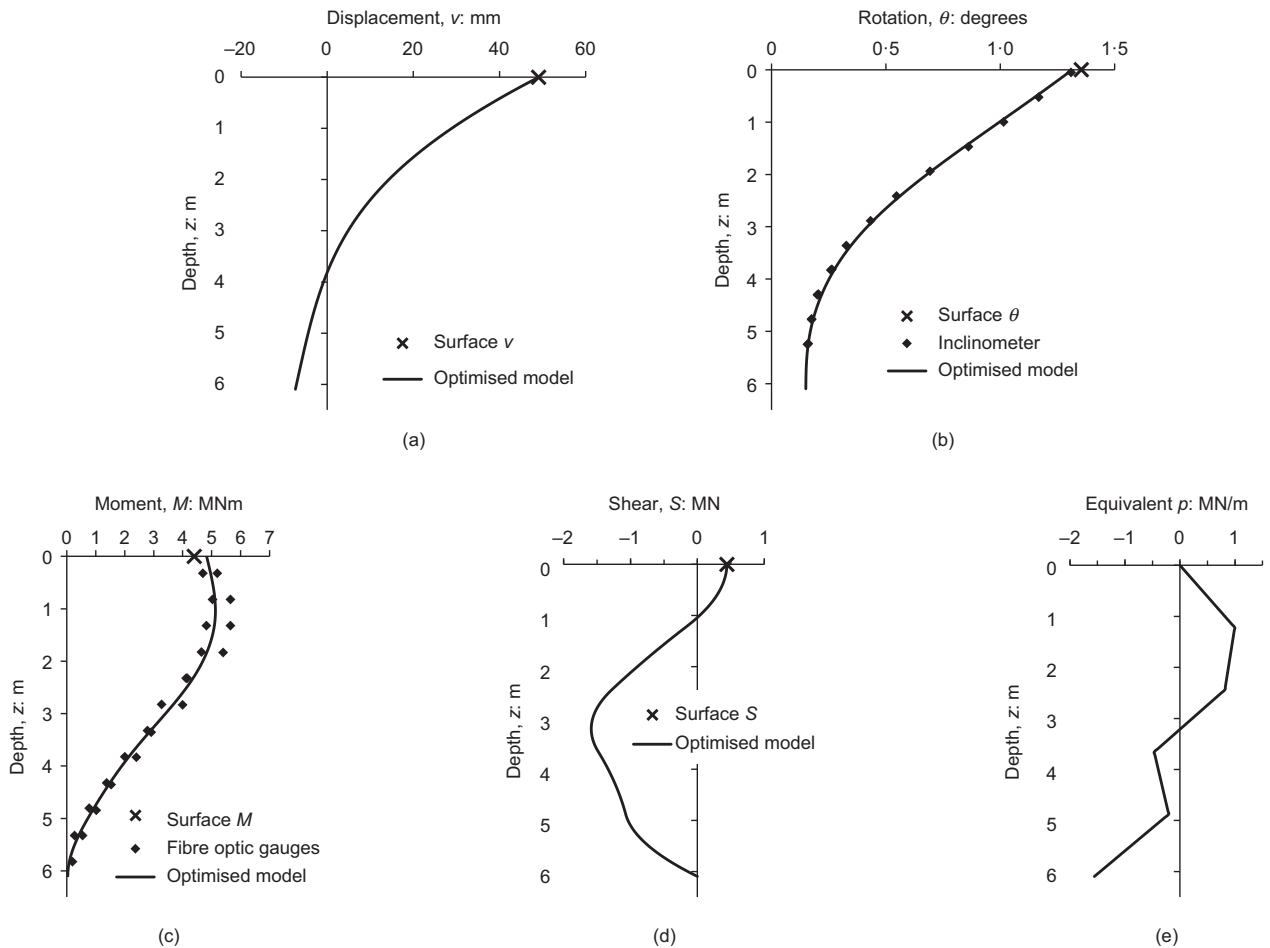 Displacement, v: mm
–20 0 20 40 60
0
1
2
3
4
5
6
Depth, z: m
Surface v
Optimised model
(a)
Rotation, θ: degrees
0 0·5 1·0 1·5
0
1
2
3
4
5
6
Depth, z: m
Surface θ
Inclinometer
Optimised model
(b)
Moment, M: MNm
0 1 2 3 4 5 6 7
0
1
2
3
4
5
6
Depth, z: m
Surface M
Fibre optic gauges
Optimised model
(c)
Shear, S: MN
–2 –1 0 1
0
1
2
3
4
5
6
Depth, z: m
Surface S
Optimised model
(d)
Equivalent p: MN/m
–2 –1 0 1
0
1
2
3
4
5
6
Depth, z: m
(e)